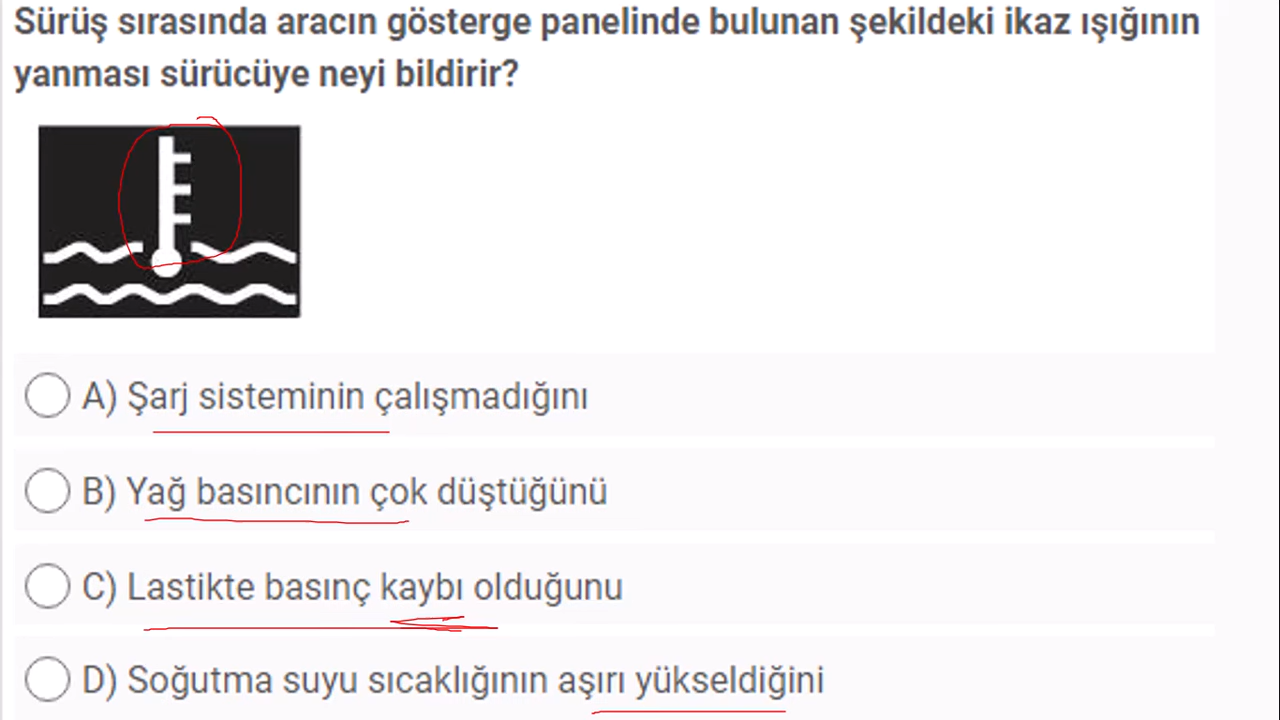 Sürüş sırasında aracın gösterge panelinde bulunan şekildeki ikaz ışığının
yanması sürücüye neyi bildirir?
A) Şarj sisteminin çalışmadığını
B) Yağ basıncının çok düştüğünü
C) Lastikte basınç kaybı olduğunu
D) Soğutma suyu sıcaklığının aşırı yükseldiğini